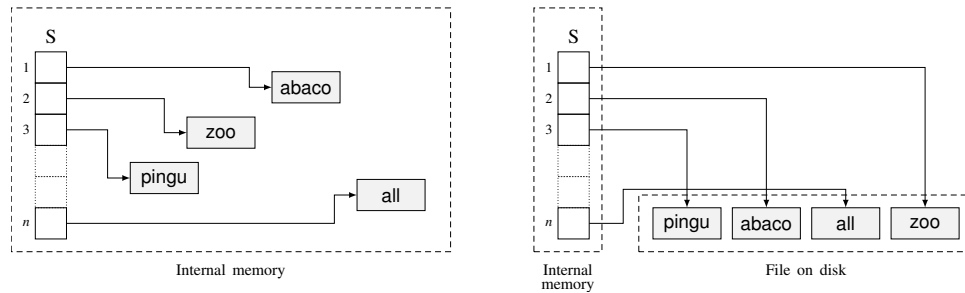 S
1
abaco
2
zoo
3
pingu
all
n
Internal memory
S
1
2
3
n
pingu abaco all zoo
Internal
memory
File on disk